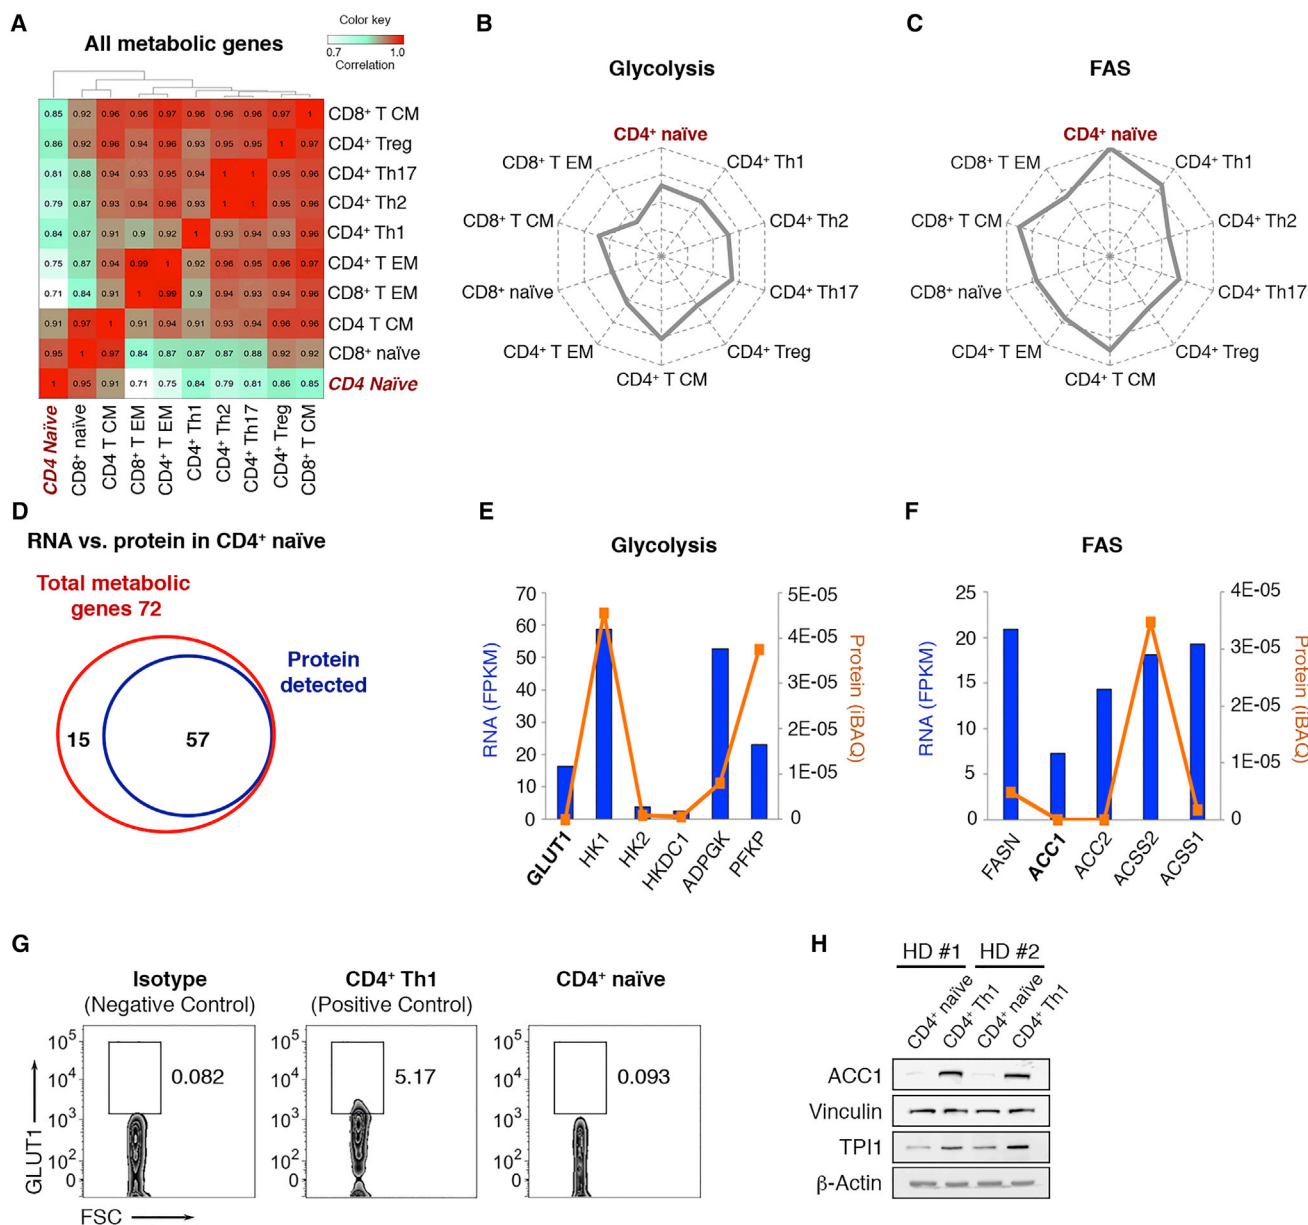 A
All metabolic genes
Color key
0.7 1.0
Correlation
0.85 0.92 0.96 0.96 0.97 0.96 0.96 0.96 0.97 1 CD8⁺ T CM
0.86 0.92 0.96 0.94 0.96 0.93 0.95 0.95 1 0.97 CD4⁺ Treg
0.81 0.88 0.94 0.93 0.95 0.94 1 1 0.95 0.96 CD4⁺ Th17
0.79 0.87 0.93 0.94 0.96 0.93 1 1 0.95 0.96 CD4⁺ Th2
0.84 0.87 0.91 0.9 0.92 1 0.93 0.94 0.93 0.96 CD4⁺ Th1
0.75 0.87 0.94 0.99 1 0.92 0.96 0.95 0.96 0.97 CD4⁺ T EM
0.71 0.84 0.91 1 0.99 0.9 0.94 0.93 0.94 0.96 CD8⁺ T EM
0.91 0.97 1 0.91 0.94 0.91 0.93 0.94 0.96 0.96 CD4 T CM
0.95 1 0.97 0.84 0.87 0.87 0.87 0.88 0.92 0.92 CD8⁺ naïve
1 0.95 0.91 0.71 0.75 0.84 0.79 0.81 0.86 0.85 CD4 Naïve
CD4 Naïve
CD8⁺ naïve
CD4 T CM
CD8⁺ T EM
CD4⁺ T EM
CD4⁺ Th1
CD4⁺ Th2
CD4⁺ Th17
CD4⁺ Treg
CD8⁺ T CM
B
Glycolysis
CD4⁺ naïve
CD4⁺ Th1
CD4⁺ Th2
CD4⁺ Th17
CD4⁺ Treg
CD4⁺ T CM
CD4⁺ T EM
CD8⁺ naïve
CD8⁺ T CM
CD8⁺ T EM
C
FAS
CD4⁺ naïve
CD4⁺ Th1
CD4⁺ Th2
CD4⁺ Th17
CD4⁺ Treg
CD4⁺ T CM
CD4⁺ T EM
CD8⁺ naïve
CD8⁺ T CM
CD8⁺ T EM
D
RNA vs. protein in CD4⁺ naïve
Total metabolic
genes 72
Protein
detected
15
57
E
Glycolysis
RNA (FPKM)
70
60
50
40
30
20
10
0
5E-05
4E-05
3E-05
2E-05
1E-05
0
Protein (iBAQ)
GLUT1
HK1
HK2
HKDC1
ADPGK
PFKP
F
FAS
RNA (FPKM)
25
20
15
10
5
0
4E-05
3E-05
2E-05
1E-05
0
Protein (iBAQ)
FASN
ACC1
ACC2
ACSS2
ACSS1
G
Isotype
(Negative Control)
CD4⁺ Th1
(Positive Control)
CD4⁺ naïve
GLUT1
10⁵
10⁴
10³
10²
0
0.082
10⁵
10⁴
10³
10²
0
5.17
10⁵
10⁴
10³
10²
0
0.093
FSC
H
HD #1 HD #2
CD4⁺ naïve
CD4⁺ Th1
CD4⁺ naïve
CD4⁺ Th1
ACC1
Vinculin
TPI1
β-Actin